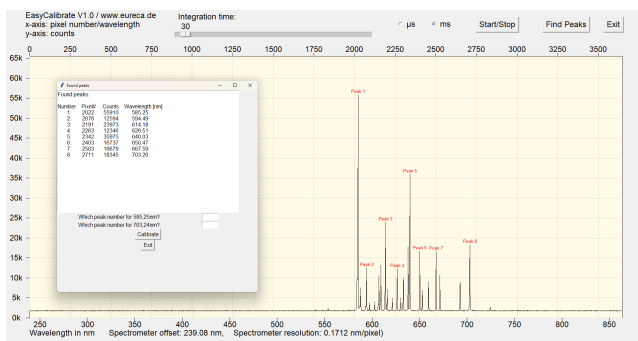 EasyCalibrate V1.0 / www.eureca.de
x-axis: pixel number/wavelength
y-axis: counts
Integration time:
30
µs
ms
Start/Stop
Find Peaks
Exit
0 250 500 750 1000 1250 1500 1750 2000 2250 2500 2750 3000 3250 3500
65k
60k
55k
50k
45k
40k
35k
30k
25k
20k
15k
10k
5k
0k
Found peaks
Found peaks:
Number Pixel# Counts Wavelength [nm]
1: 2022 55910 585.25
2: 2076 12594 594.49
3: 2191 23973 614.18
4: 2263 12346 626.51
5: 2342 35975 640.03
6: 2403 16737 650.47
7: 2503 16679 667.59
8: 2711 18345 703.20
Which peak number for 585,25nm?
Which peak number for 703,24nm?
Calibrate
Exit
Peak 1
Peak 5
Peak 3
Peak 6 Peak 7
Peak 8
Peak 2
Peak 4
250 300 350 400 450 500 550 600 650 700 750 800 850
Wavelength in nm Spectrometer offset: 239.08 nm, Spectrometer resolution: 0.1712 nm/pixel)